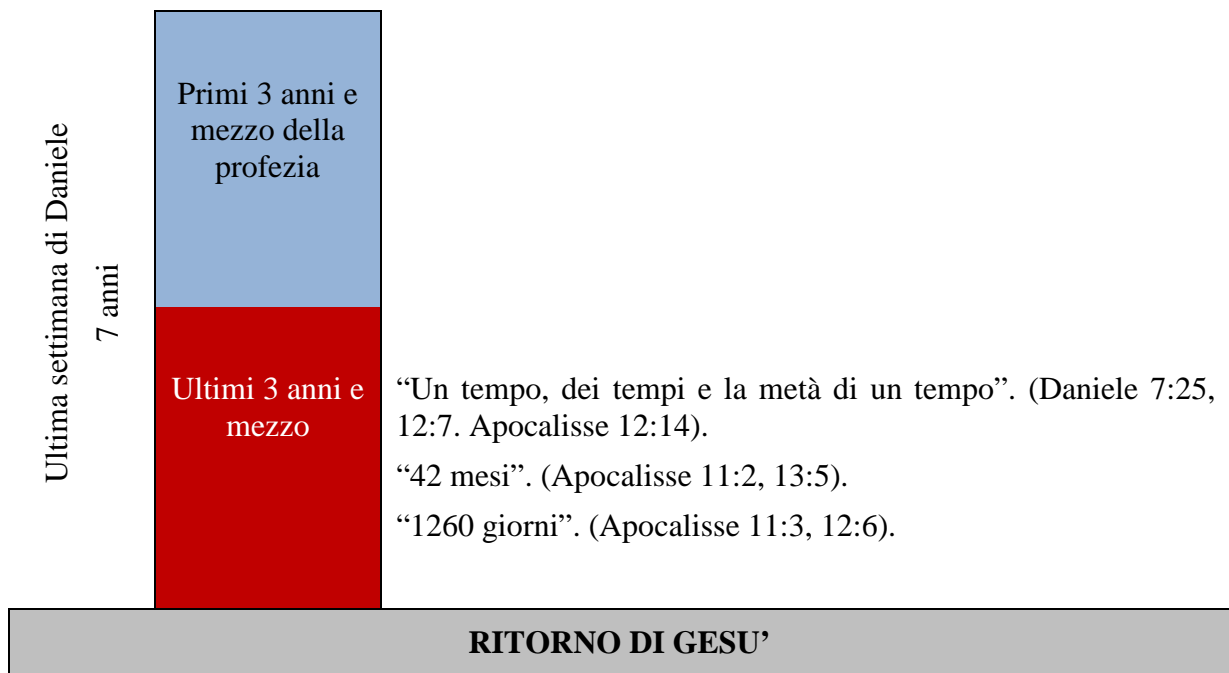 Ultima settimana di Daniele
7 anni
Primi 3 anni e
mezzo della
profezia
Ultimi 3 anni e
mezzo
“Un tempo, dei tempi e la metà di un tempo”. (Daniele 7:25,
12:7. Apocalisse 12:14).
“42 mesi”. (Apocalisse 11:2, 13:5).
“1260 giorni”. (Apocalisse 11:3, 12:6).
RITORNO DI GESU’